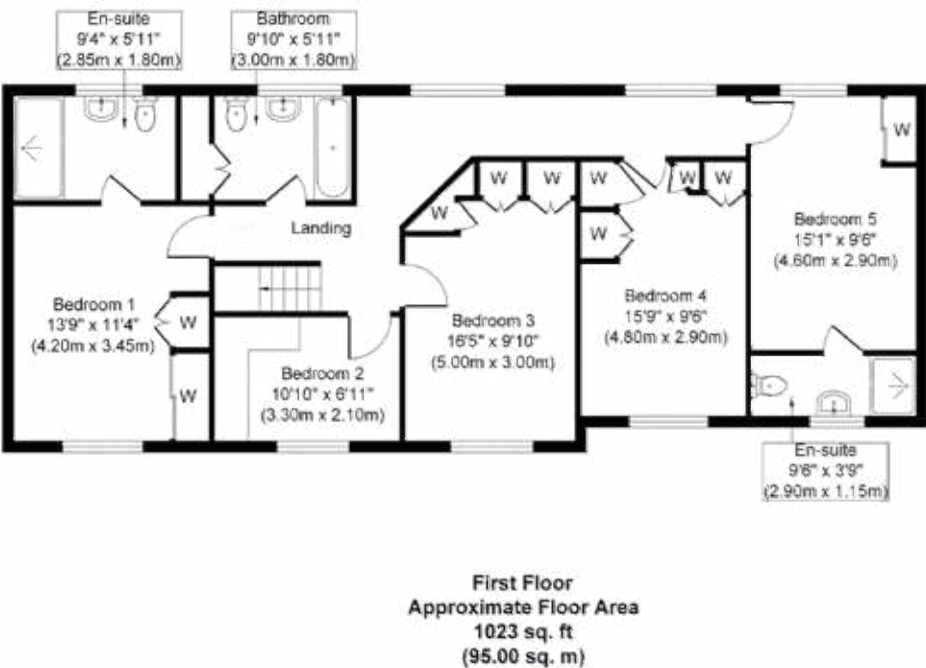 En-suite
9'4" x 5'11"
(2.85m x 1.80m)
Bathroom
9'10" x 5'11"
(3.00m x 1.80m)
W
W
W
W
W
W
W
Landing
W
Bedroom 5
15'1" x 9'6"
(4.60m x 2.90m)
W
Bedroom 1
13'9" x 11'4"
(4.20m x 3.45m)
W
Bedroom 4
15'9" x 9'6"
(4.80m x 2.90m)
Bedroom 3
16'5" x 9'10"
(5.00m x 3.00m)
Bedroom 2
10'10" x 6'11"
(3.30m x 2.10m)
W
En-suite
9'6" x 3'9"
(2.90m x 1.15m)
First Floor
Approximate Floor Area
1023 sq. ft
(95.00 sq. m)